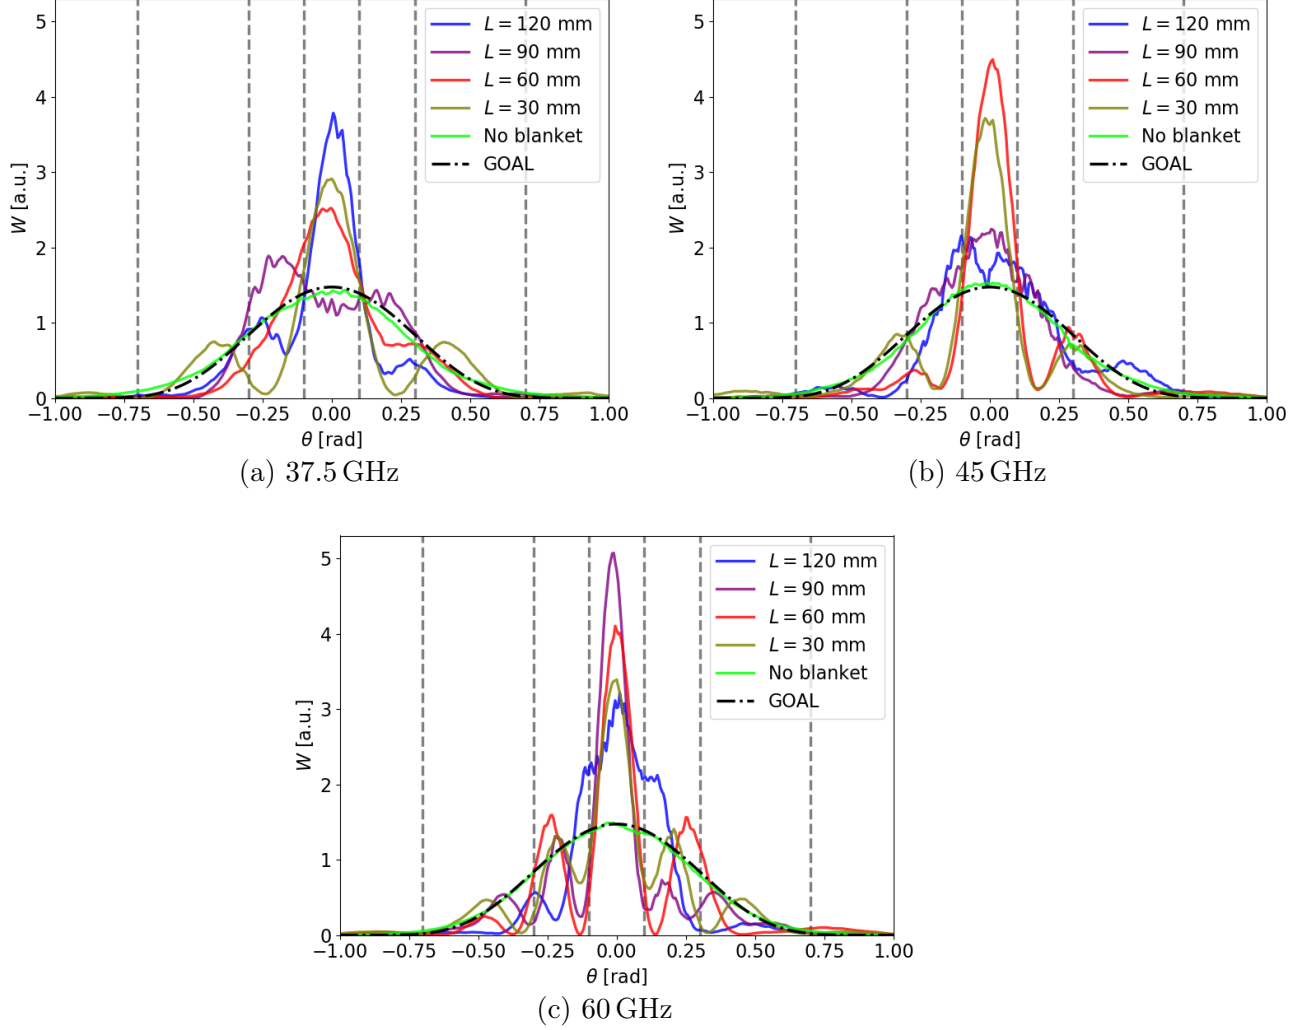 5
4
3
2
1
0
W [a.u.]
L = 120 mm
L = 90 mm
L = 60 mm
L = 30 mm
No blanket
GOAL
−1.00 −0.75 −0.50 −0.25 0.00 0.25 0.50 0.75 1.00
θ [rad]
(a) 37.5 GHz
5
4
3
2
1
0
W [a.u.]
L = 120 mm
L = 90 mm
L = 60 mm
L = 30 mm
No blanket
GOAL
−1.00 −0.75 −0.50 −0.25 0.00 0.25 0.50 0.75 1.00
θ [rad]
(b) 45 GHz
5
4
3
2
1
0
W [a.u.]
L = 120 mm
L = 90 mm
L = 60 mm
L = 30 mm
No blanket
GOAL
−1.00 −0.75 −0.50 −0.25 0.00 0.25 0.50 0.75 1.00
θ [rad]
(c) 60 GHz